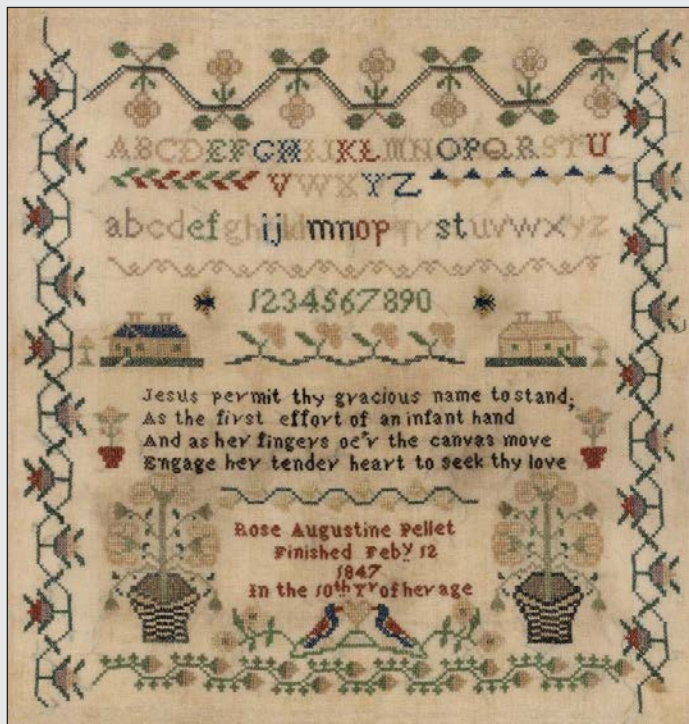 ABCDEFGHIJKLMNOPQRSTU
VWXYZ
abcdefghijklmnopqrstuvwxyz
1234567890
Jesus permit thy gracious name to stand;
As the first effort of an infant hand
And as her fingers oe'r the canvas move
Engage her tender heart to seek thy love
Rose Augustine Pellet
Finished Feby 12
1847
In the 10th Yr of her age